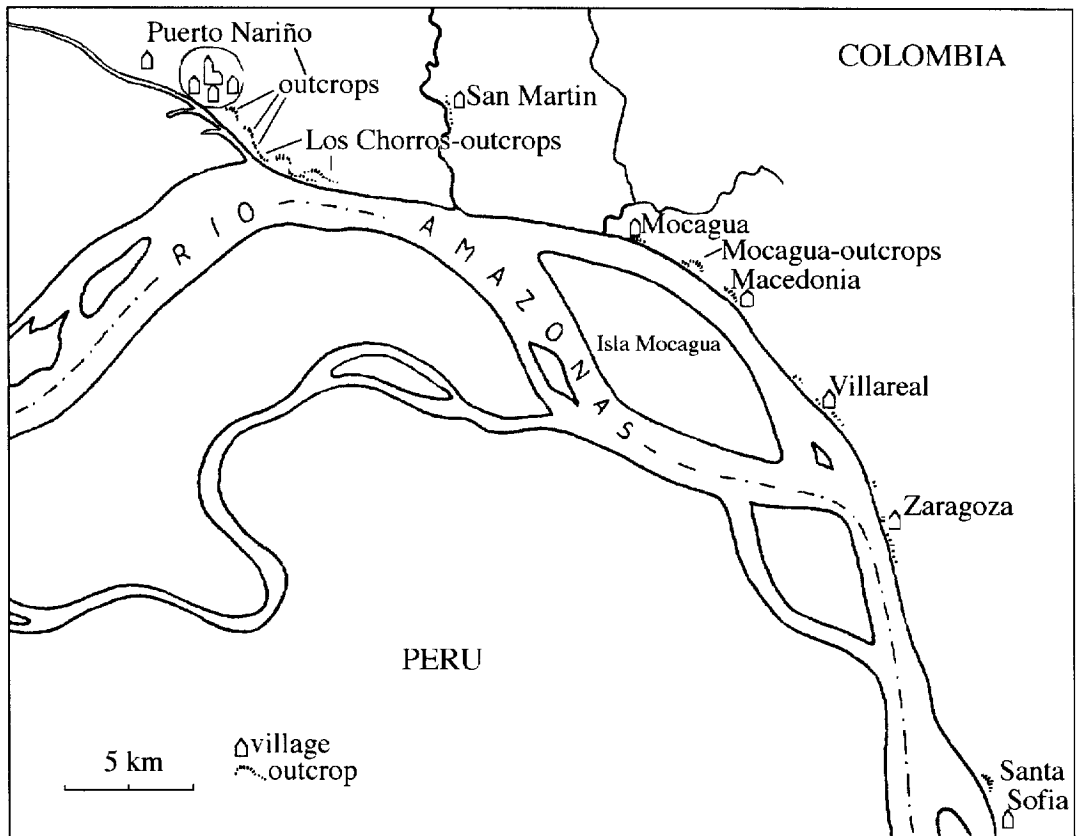 Puerto Nariño
COLOMBIA
outcrops
San Martin
Los Chorros-outcrops
RIO AMAZONAS
Mocagua
Mocagua-outcrops
Macedonia
Isla Mocagua
Villareal
Zaragoza
PERU
village
5 km
outcrop
Santa
Sofia